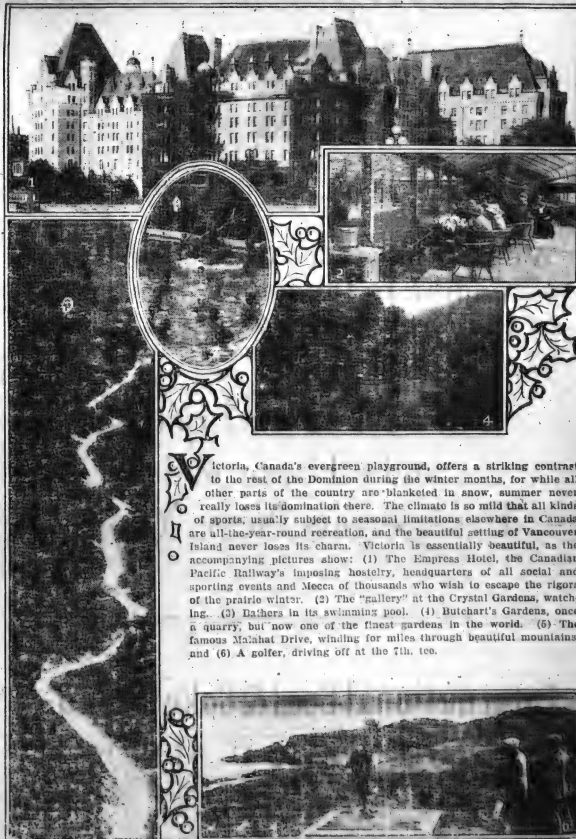 Victoria, Canada's evergreen playground, offers a striking contrast
to the rest of the Dominion during the winter months, for while all
other parts of the country are blanketed in snow, summer never
really loses its domination there. The climate is so mild that all kinds
of sports, usually subject to seasonal limitations elsewhere in Canada
are all-the-year-round recreation, and the beautiful setting of Vancouver
Island never loses its charm. Victoria is essentially beautiful, as the
accompanying pictures show: (1) The Empress Hotel, the Canadian
Pacific Railway's imposing hostelry, headquarters of all social and
sporting events and Mecca of thousands who wish to escape the rigors
of the prairie winter. (2) The "gallery" at the Crystal Gardens, watch-
ing. (3) Bathers in its swimming pool. (4) Butchart's Gardens, once
a quarry, but now one of the finest gardens in the world. (5) The
famous Malahat Drive, winding for miles through beautiful mountains
and (6) A golfer, driving off at the 7th. tee.
2
4